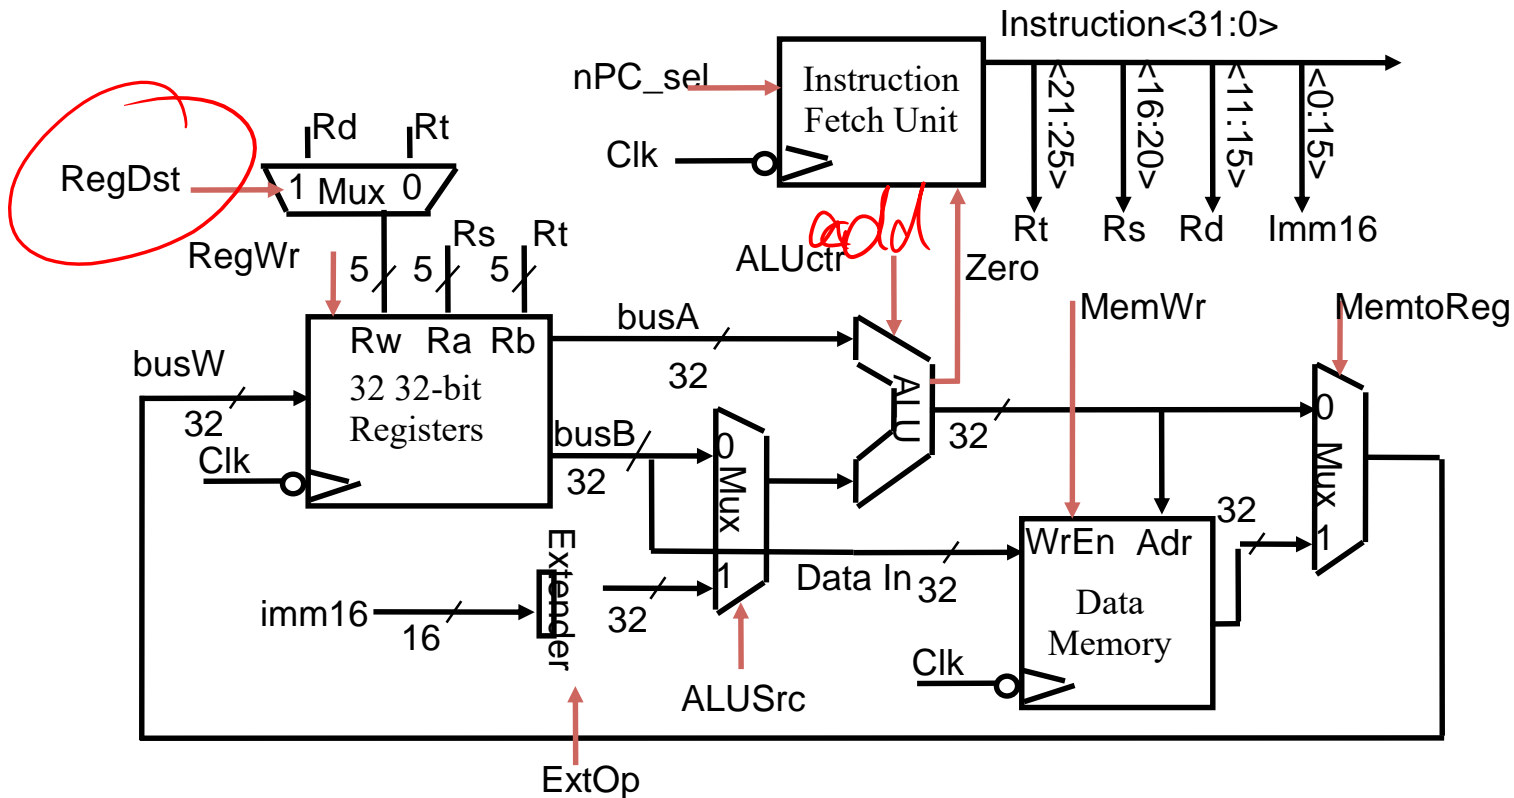 Instruction<31:0>
nPC_sel
Instruction
Fetch Unit
Clk
<21:25>
<16:20>
<11:15>
<0:15>
Rt
Rs
Rd
Imm16
Rd
Rt
RegDst
1
Mux
0
add
ALUctr
Zero
RegWr
5
5
5
Rs
Rt
MemWr
MemtoReg
busW
32
Rw
Ra
Rb
32 32-bit
Registers
Clk
busA
32
busB
32
0
Mux
1
ALU
32
0
Mux
1
32
WrEn
Adr
Data
Memory
Clk
Data In
32
imm16
16
Extender
32
ALUSrc
ExtOp